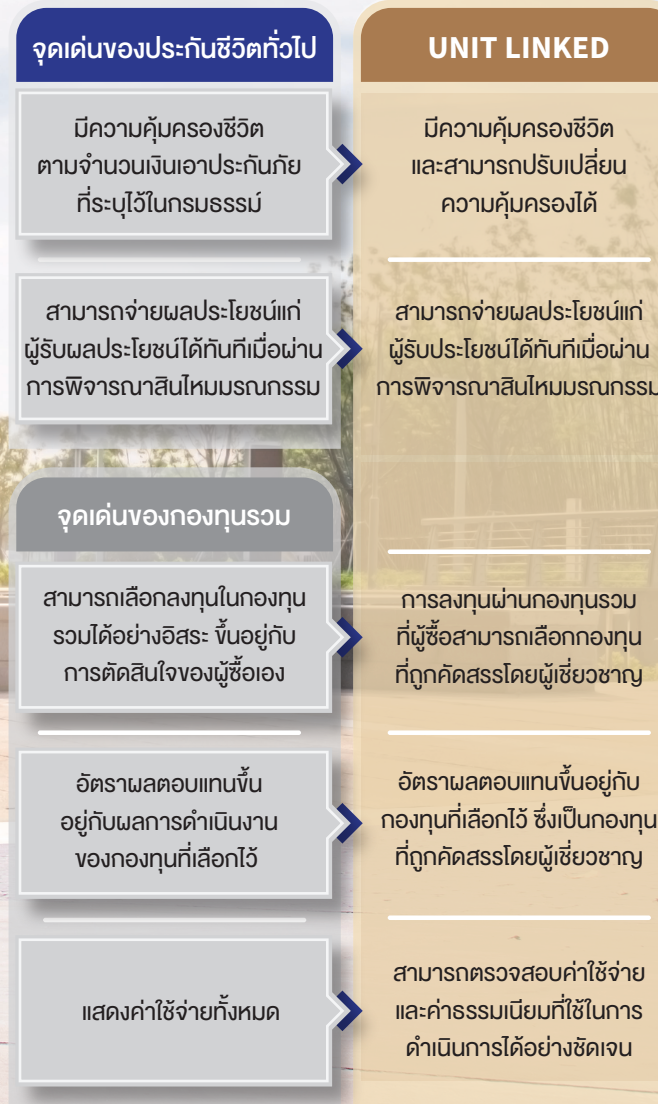 จุดเด่นของประกันชีวิตทั่วไป
UNIT LINKED
มีความคุ้มครองชีวิต
ตามจำนวนเงินเอาประกันภัย
ที่ระบุไว้ในกรมธรรม์
มีความคุ้มครองชีวิต
และสามารถปรับเปลี่ยน
ความคุ้มครองได้
สามารถจ่ายผลประโยชน์แก่
ผู้รับผลประโยชน์ได้ทันทีเมื่อผ่าน
การพิจารณาสินไหมมรณกรรม
สามารถจ่ายผลประโยชน์แก่
ผู้รับประโยชน์ได้ทันทีเมื่อผ่าน
การพิจารณาสินไหมมรณกรรม
จุดเด่นของกองทุนรวม
สามารถเลือกลงทุนในกองทุน
รวมได้อย่างอิสระ ขึ้นอยู่กับ
การตัดสินใจของผู้ซื้อเอง
การลงทุนผ่านกองทุนรวม
ที่ผู้ซื้อสามารถเลือกกองทุน
ที่ถูกคัดสรรโดยผู้เชี่ยวชาญ
อัตราผลตอบแทนขึ้น
อยู่กับผลการดำเนินงาน
ของกองทุนที่เลือกไว้
อัตราผลตอบแทนขึ้นอยู่กับ
กองทุนที่เลือกไว้ ซึ่งเป็นกองทุน
ที่ถูกคัดสรรโดยผู้เชี่ยวชาญ
แสดงค่าใช้จ่ายทั้งหมด
สามารถตรวจสอบค่าใช้จ่าย
และค่าธรรมเนียมที่ใช้ในการ
ดำเนินการได้อย่างชัดเจน